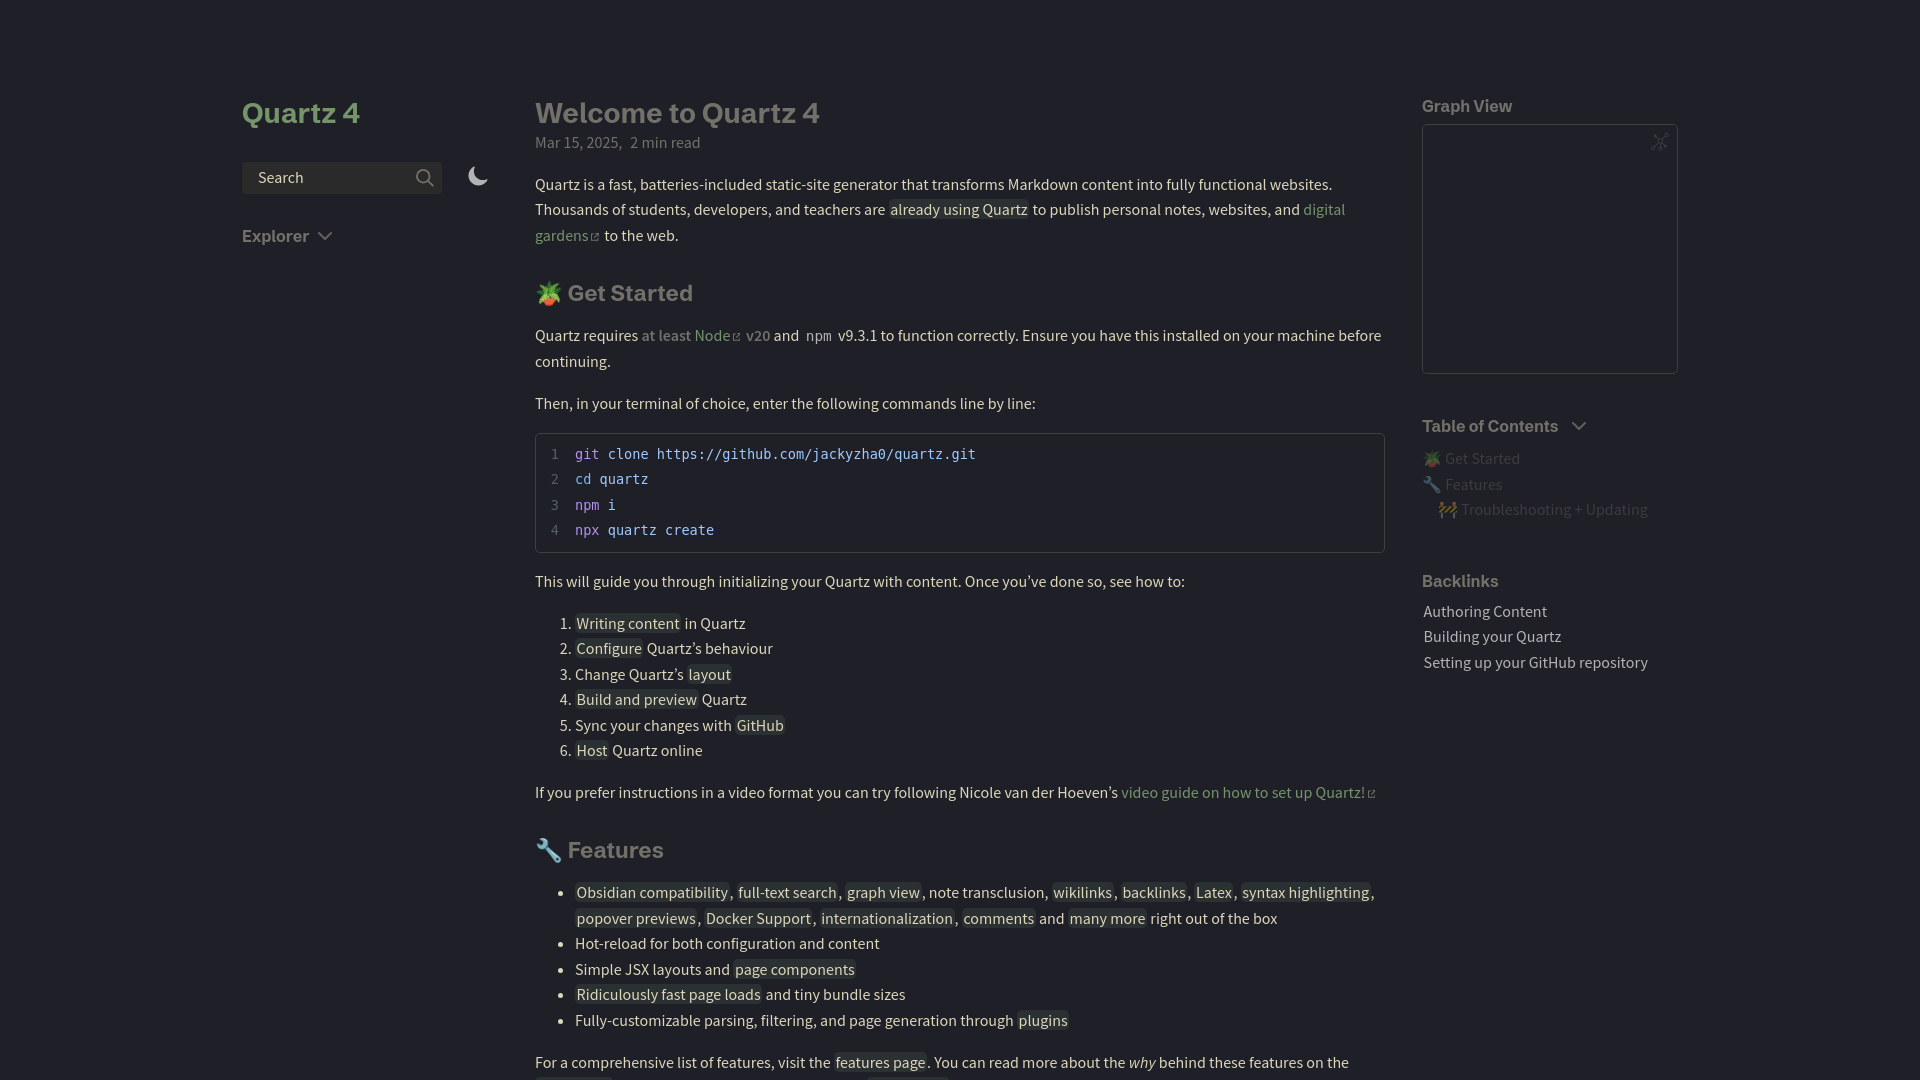 Quartz 4
Search
Explorer
Welcome to Quartz 4
Mar 15, 2025, 2 min read
Quartz is a fast, batteries-included static-site generator that transforms Markdown content into fully functional websites.
Thousands of students, developers, and teachers are already using Quartz to publish personal notes, websites, and digital
gardens to the web.
🪴 Get Started
Quartz requires at least Node v20 and npm v9.3.1 to function correctly. Ensure you have this installed on your machine before
continuing.
Then, in your terminal of choice, enter the following commands line by line:
1 git clone https://github.com/jackyzha0/quartz.git
2 cd quartz
3 npm i
4 npx quartz create
This will guide you through initializing your Quartz with content. Once you’ve done so, see how to:
1. Writing content in Quartz
2. Configure Quartz’s behaviour
3. Change Quartz’s layout
4. Build and preview Quartz
5. Sync your changes with GitHub
6. Host Quartz online
If you prefer instructions in a video format you can try following Nicole van der Hoeven’s video guide on how to set up Quartz!
🔧 Features
• Obsidian compatibility, full-text search, graph view, note transclusion, wikilinks, backlinks, Latex, syntax highlighting,
popover previews, Docker Support, internationalization, comments and many more right out of the box
• Hot-reload for both configuration and content
• Simple JSX layouts and page components
• Ridiculously fast page loads and tiny bundle sizes
• Fully-customizable parsing, filtering, and page generation through plugins
For a comprehensive list of features, visit the features page. You can read more about the why behind these features on the
Graph View
Table of Contents
🪴 Get Started
🔧 Features
🚧 Troubleshooting + Updating
Backlinks
Authoring Content
Building your Quartz
Setting up your GitHub repository